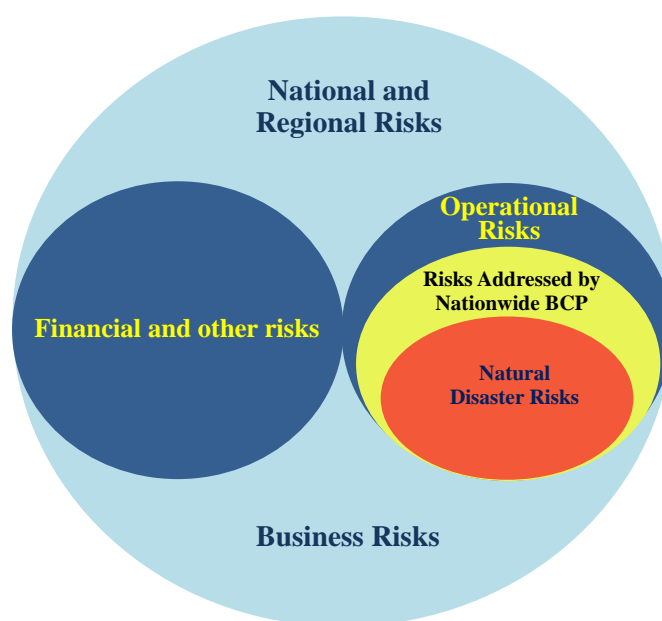 National and
Regional Risks
Operational
Risks
Risks Addressed by
Nationwide BCP
Financial and other risks
Natural
Disaster Risks
Business Risks